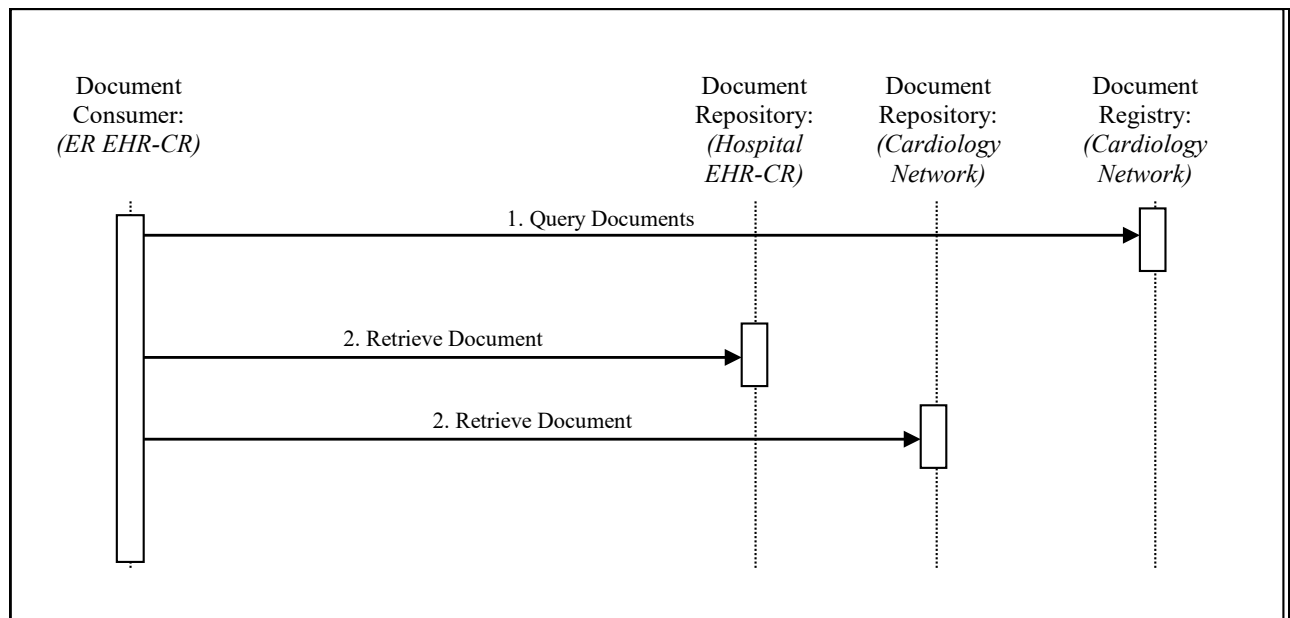 Document
Consumer:
(ER EHR-CR)
Document
Repository:
(Hospital
EHR-CR)
Document
Repository:
(Cardiology
Network)
Document
Registry:
(Cardiology
Network)
1. Query Documents
2. Retrieve Document
2. Retrieve Document